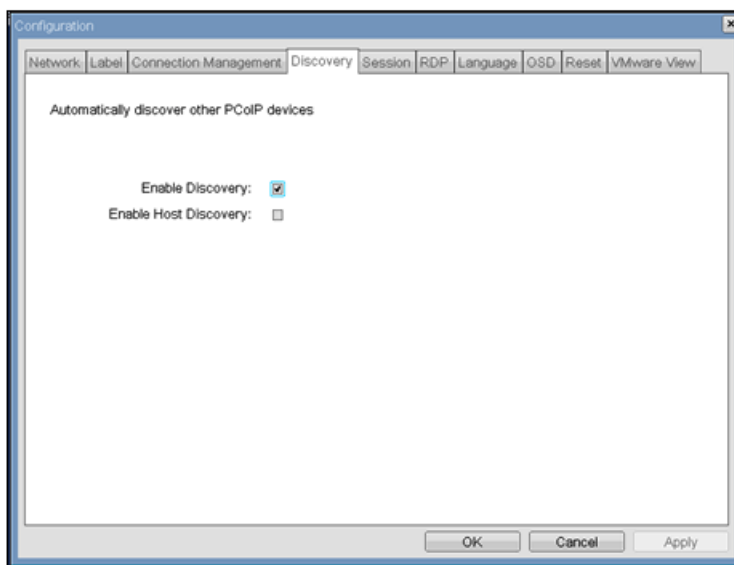 Configuration
Network Label Connection Management Discovery Session RDP Language OSD Reset VMware View
Automatically discover other PCoIP devices
Enable Discovery:
Enable Host Discovery:
OK Cancel Apply